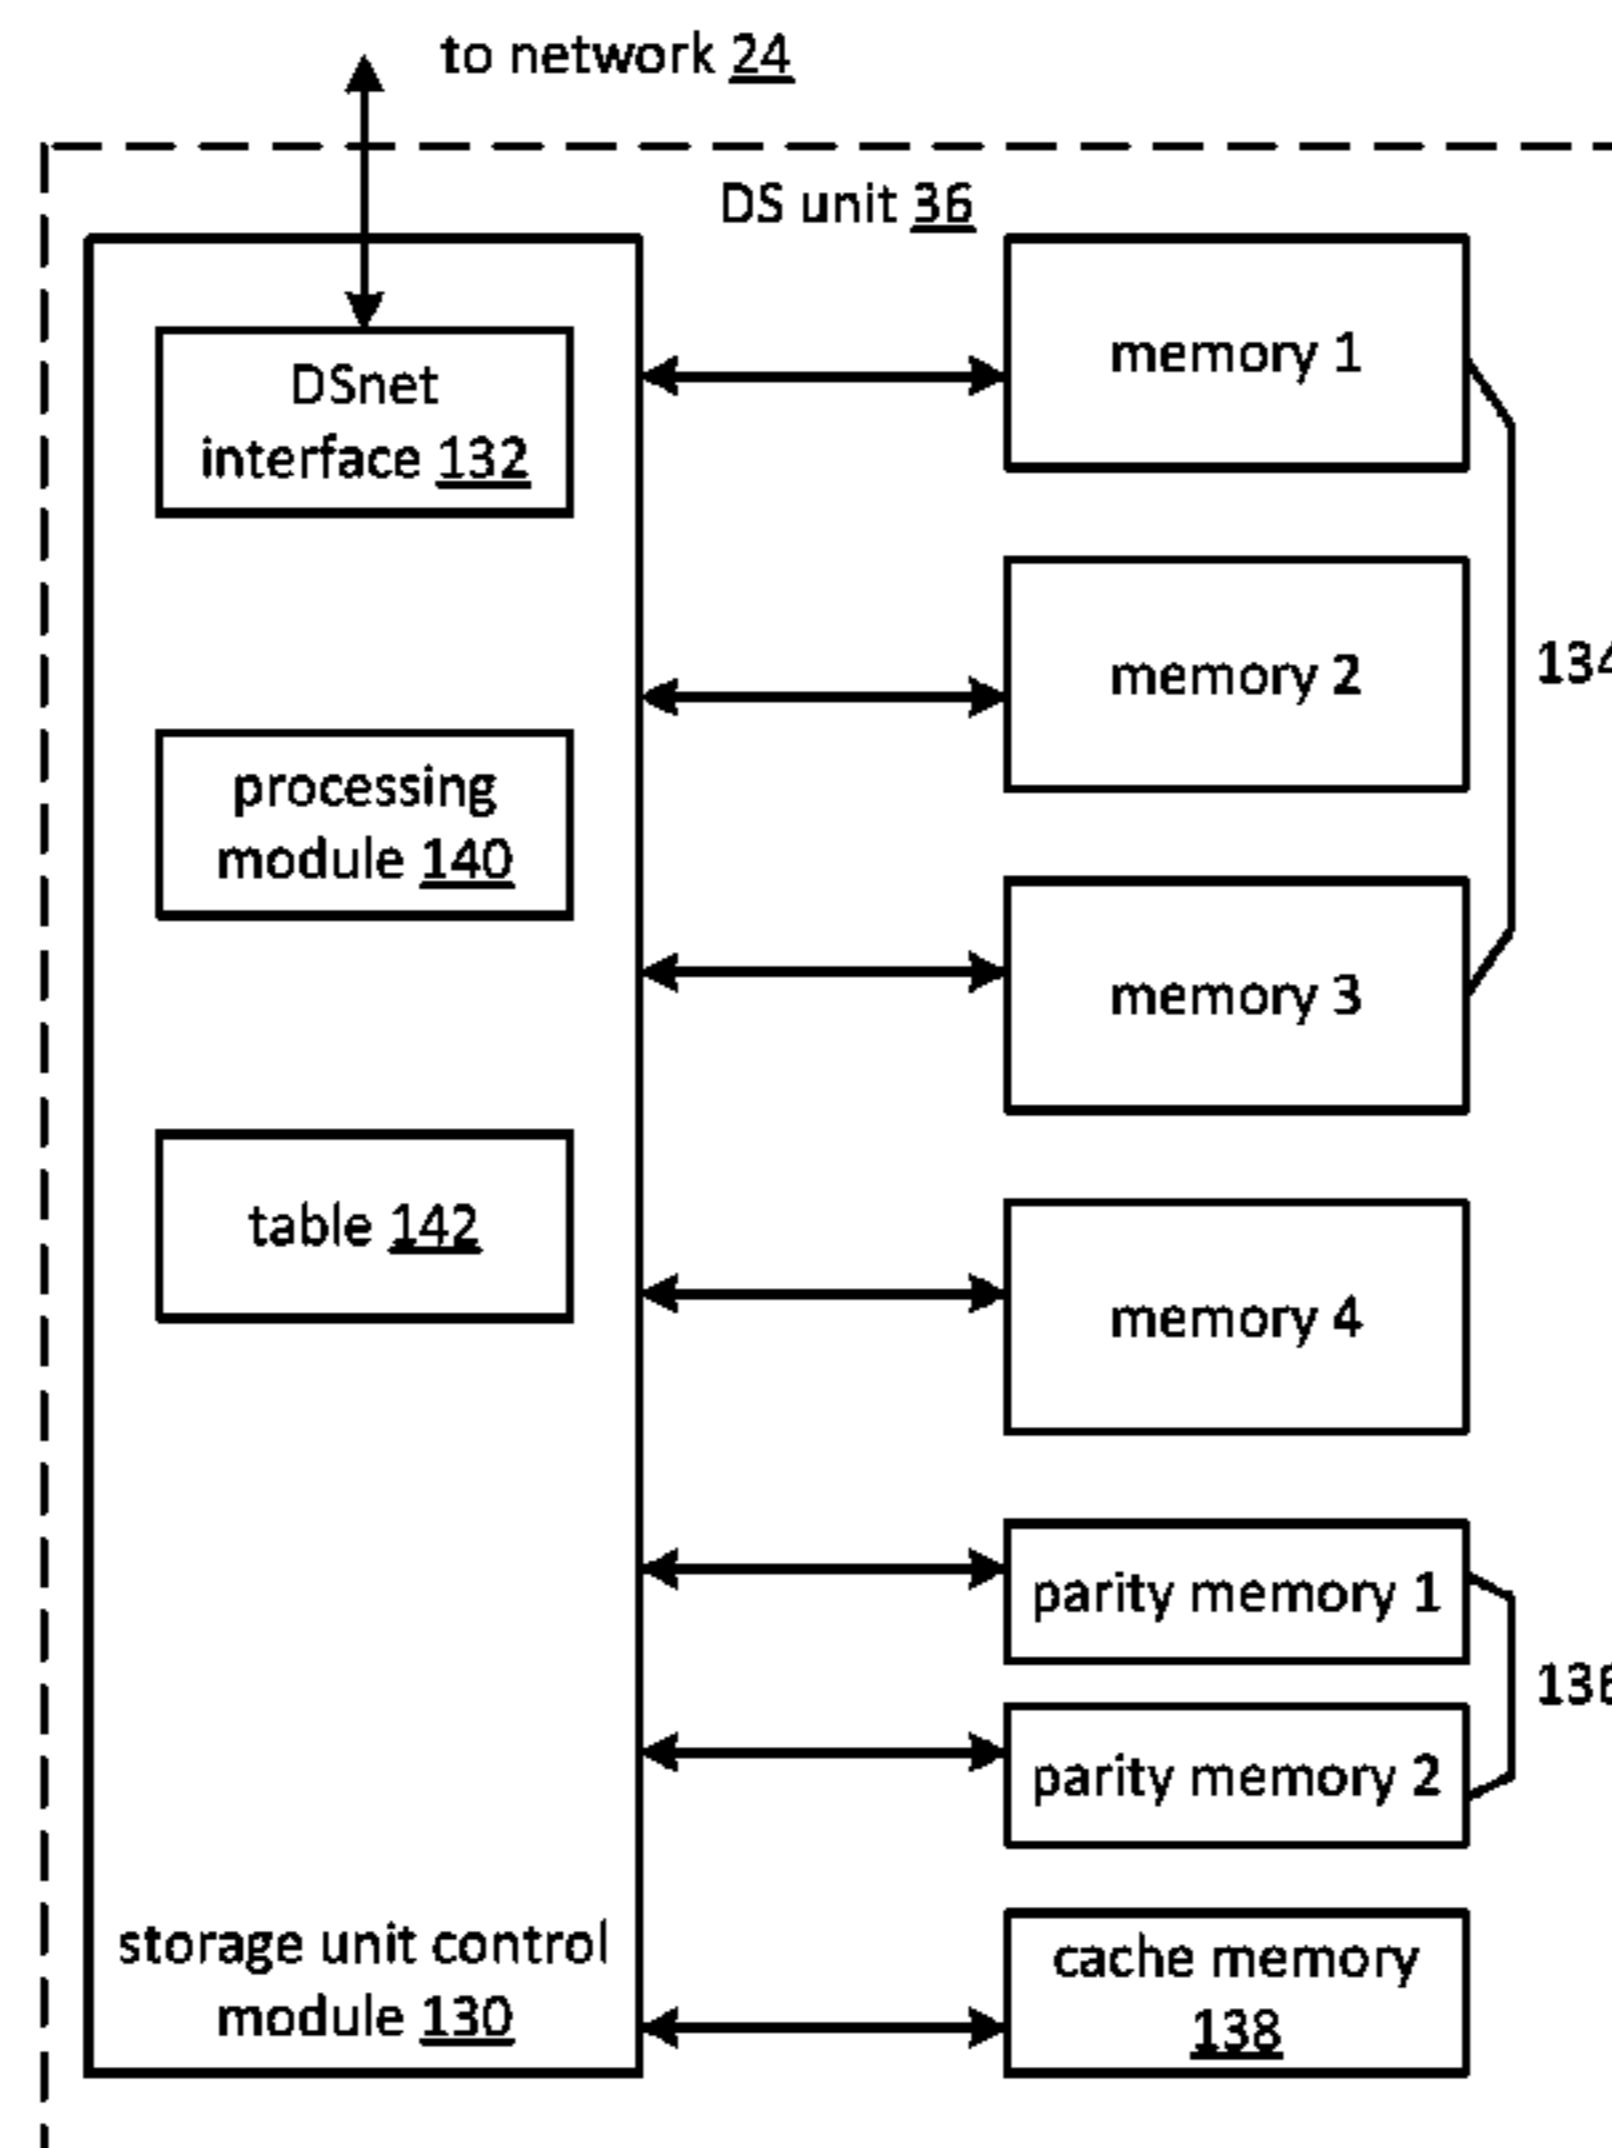 to network 24
DS unit 36
DSnet
interface 132
processing
module 140
table 142
storage unit control
module 130
memory 1
memory 2
memory 3
134
memory 4
parity memory 1
parity memory 2
136
cache memory
138